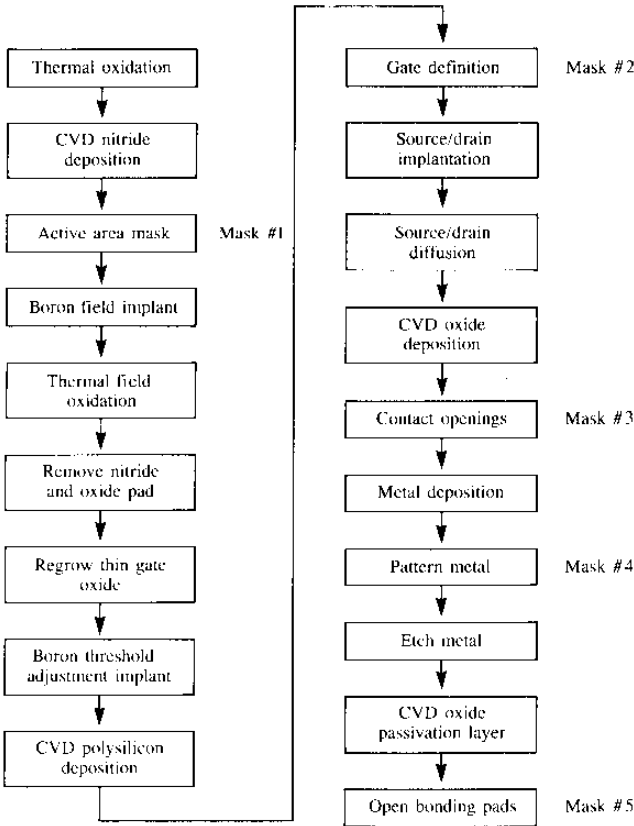 Thermal oxidation
CVD nitride
deposition
Active area mask
Mask #1
Boron field implant
Thermal field
oxidation
Remove nitride
and oxide pad
Regrow thin gate
oxide
Boron threshold
adjustment implant
CVD polysilicon
deposition
Gate definition
Mask #2
Source/drain
implantation
Source/drain
diffusion
CVD oxide
deposition
Contact openings
Mask #3
Metal deposition
Pattern metal
Mask #4
Etch metal
CVD oxide
passivation layer
Open bonding pads
Mask #5